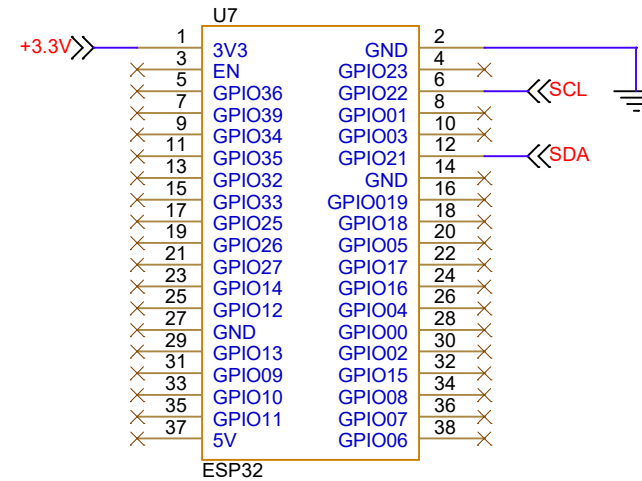 U7
+3.3V 1 3V3 GND 2
3 EN GPIO23 4
5 GPIO36 GPIO22 6 SCL
7 GPIO39 GPIO01 8
9 GPIO34 GPIO03 10
11 GPIO35 GPIO21 12 SDA
13 GPIO32 GND 14
15 GPIO33 GPIO019 16
17 GPIO25 GPIO18 18
19 GPIO26 GPIO05 20
21 GPIO27 GPIO17 22
23 GPIO14 GPIO16 24
25 GPIO12 GPIO04 26
27 GND GPIO00 28
29 GPIO13 GPIO02 30
31 GPIO09 GPIO15 32
33 GPIO10 GPIO08 34
35 GPIO11 GPIO07 36
37 5V GPIO06 38
ESP32